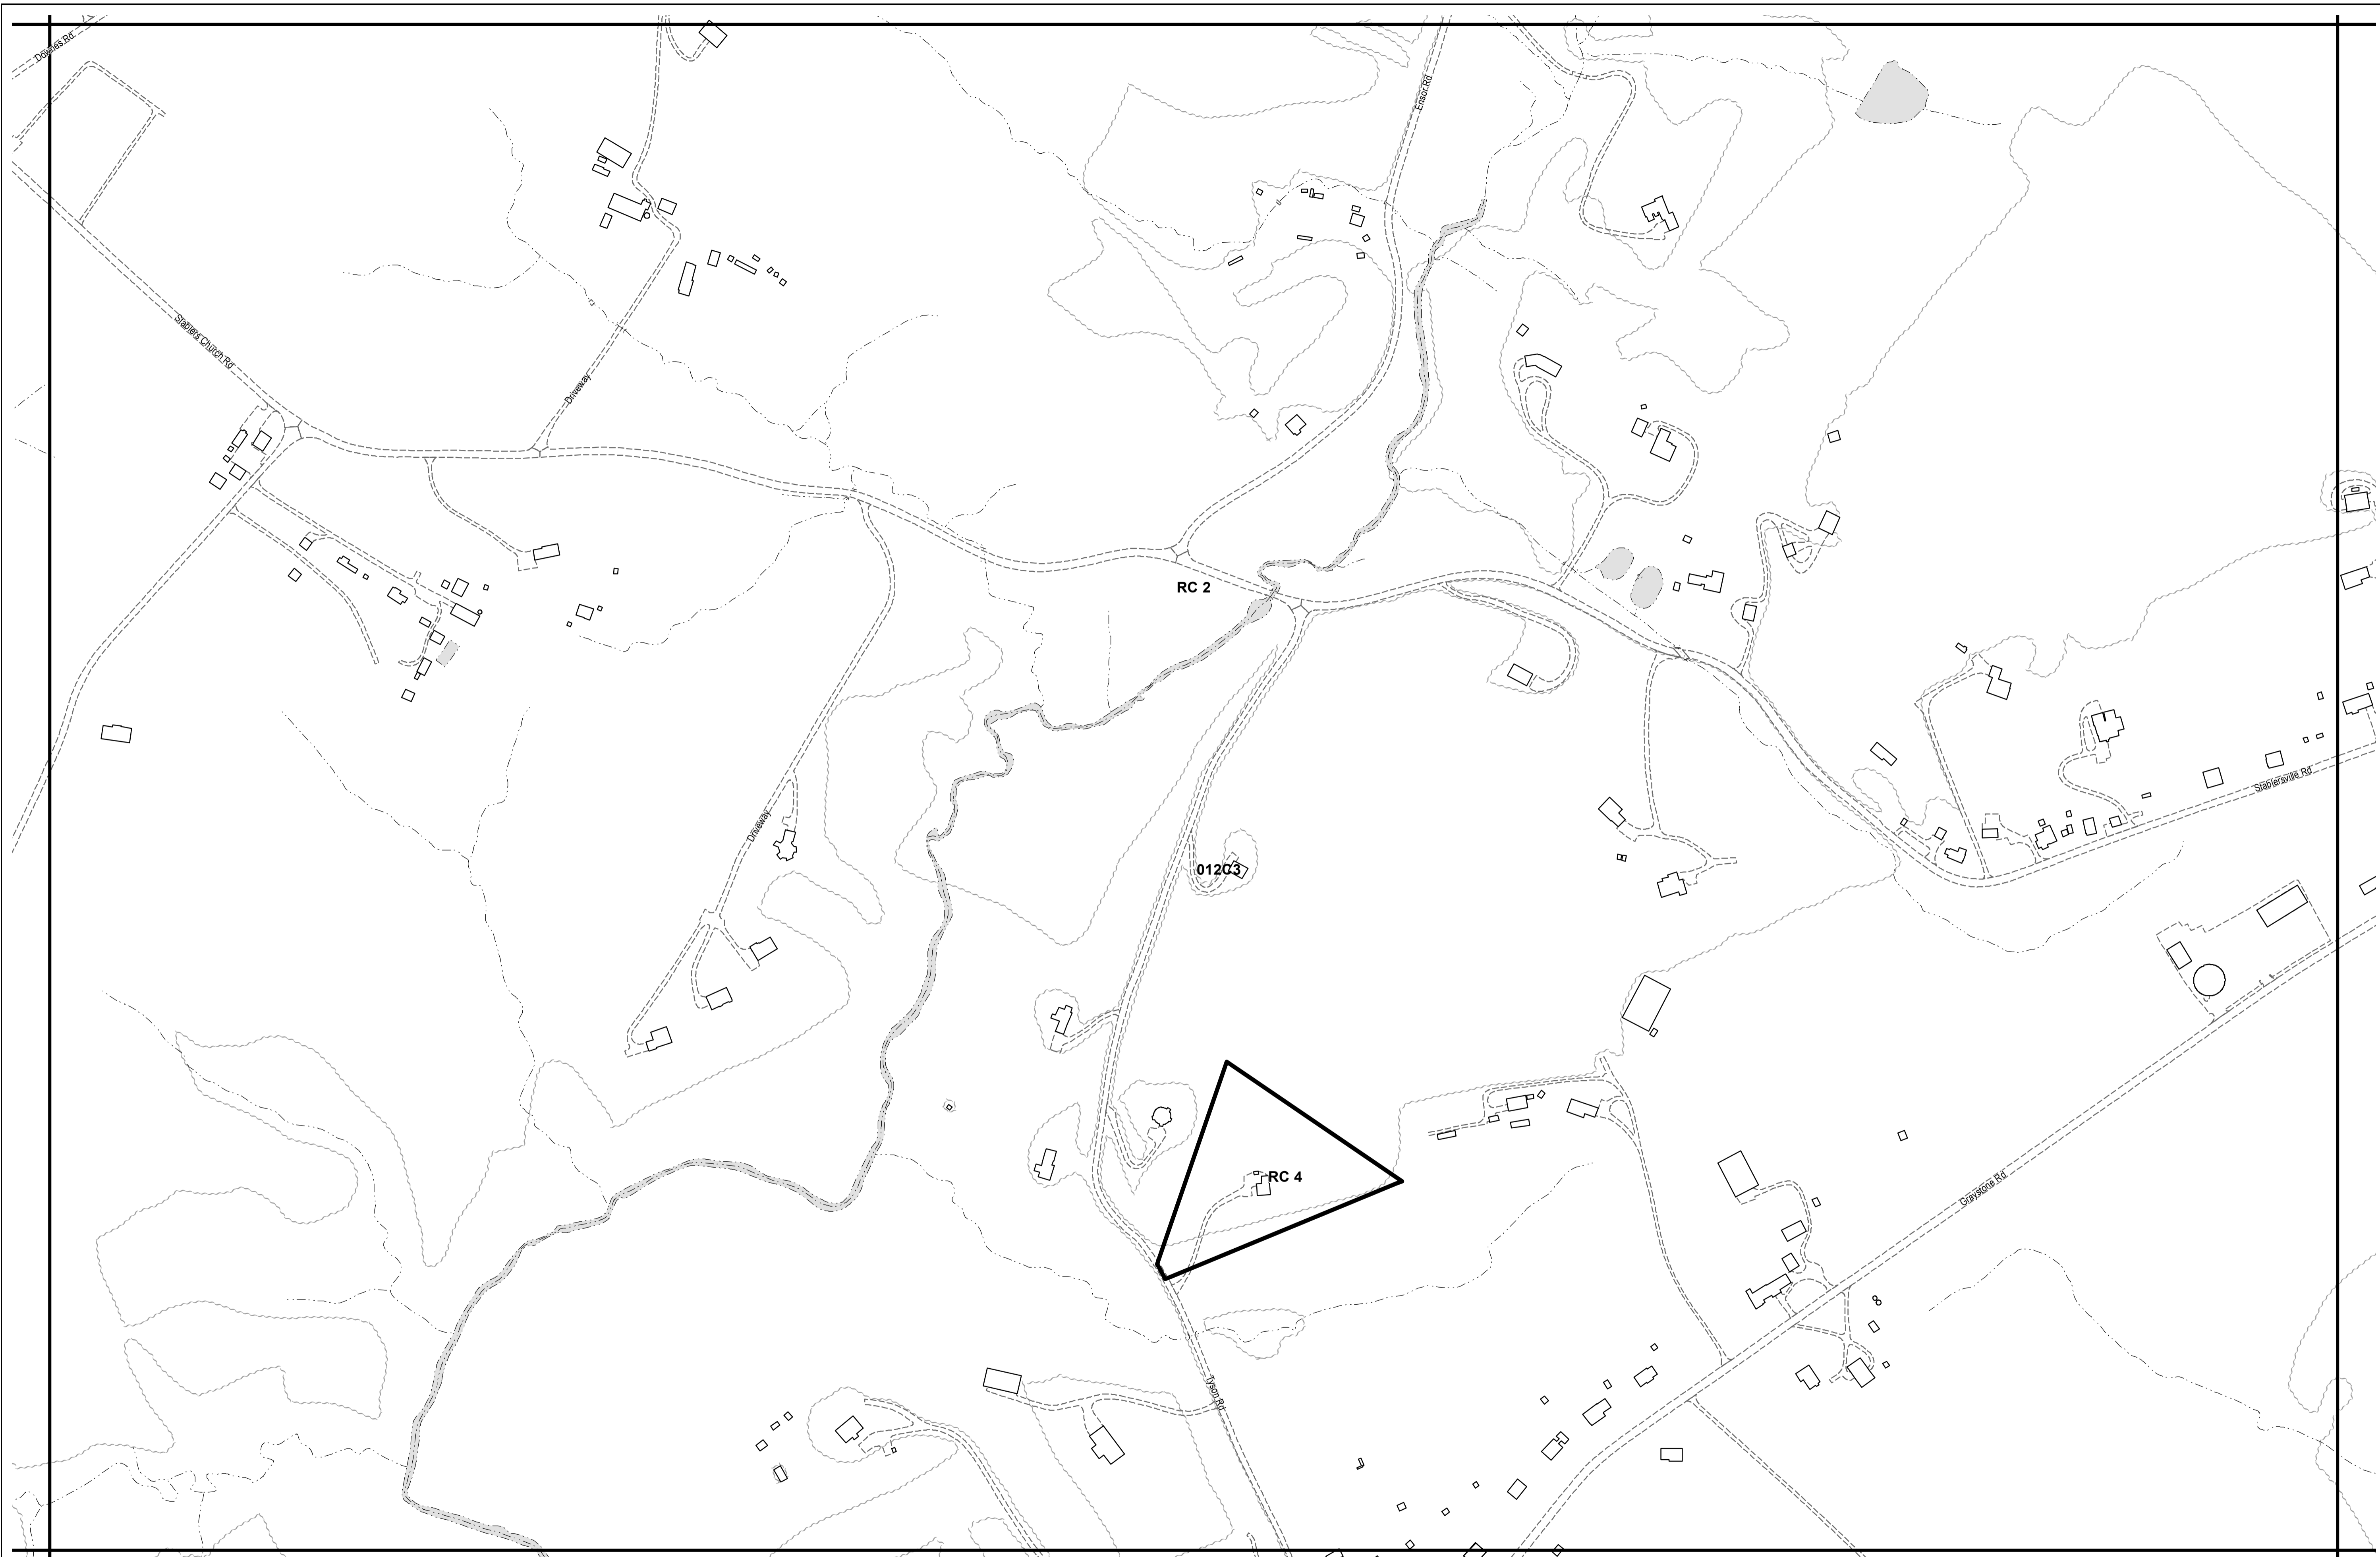 Downes Rd
Ensor Rd
Stablers Church Rd
Driveway
RC 2
Stablersville Rd
Driveway
012C3
RC 4
Graystone Rd
Tyson Rd